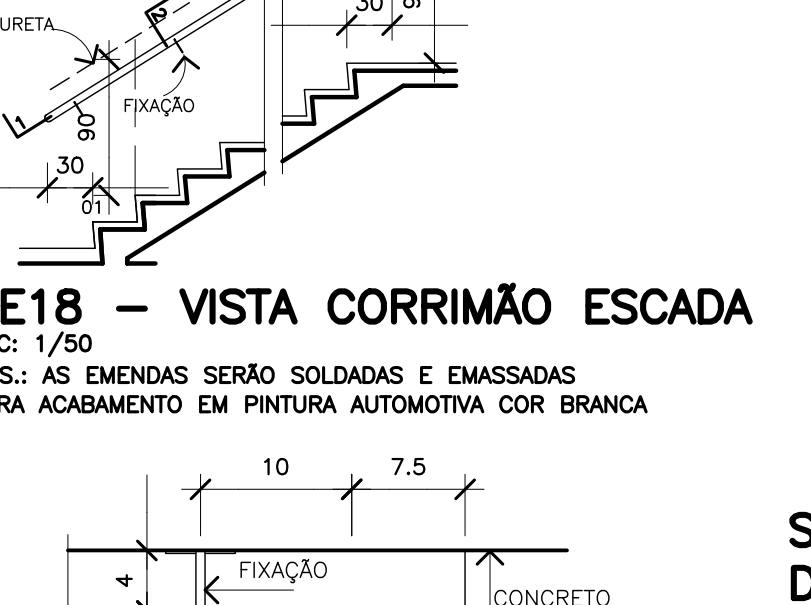 URETA
2
30
FIXAÇÃO
1
90
30
10
E18 – VISTA CORRIMÃO ESCADA
C: 1/50
S.: AS EMENDAS SERÃO SOLDADAS E EMASSADAS
RA ACABAMENTO EM PINTURA AUTOMOTIVA COR BRANCA
10 7.5
4
FIXAÇÃO
CONCRETO
S
D